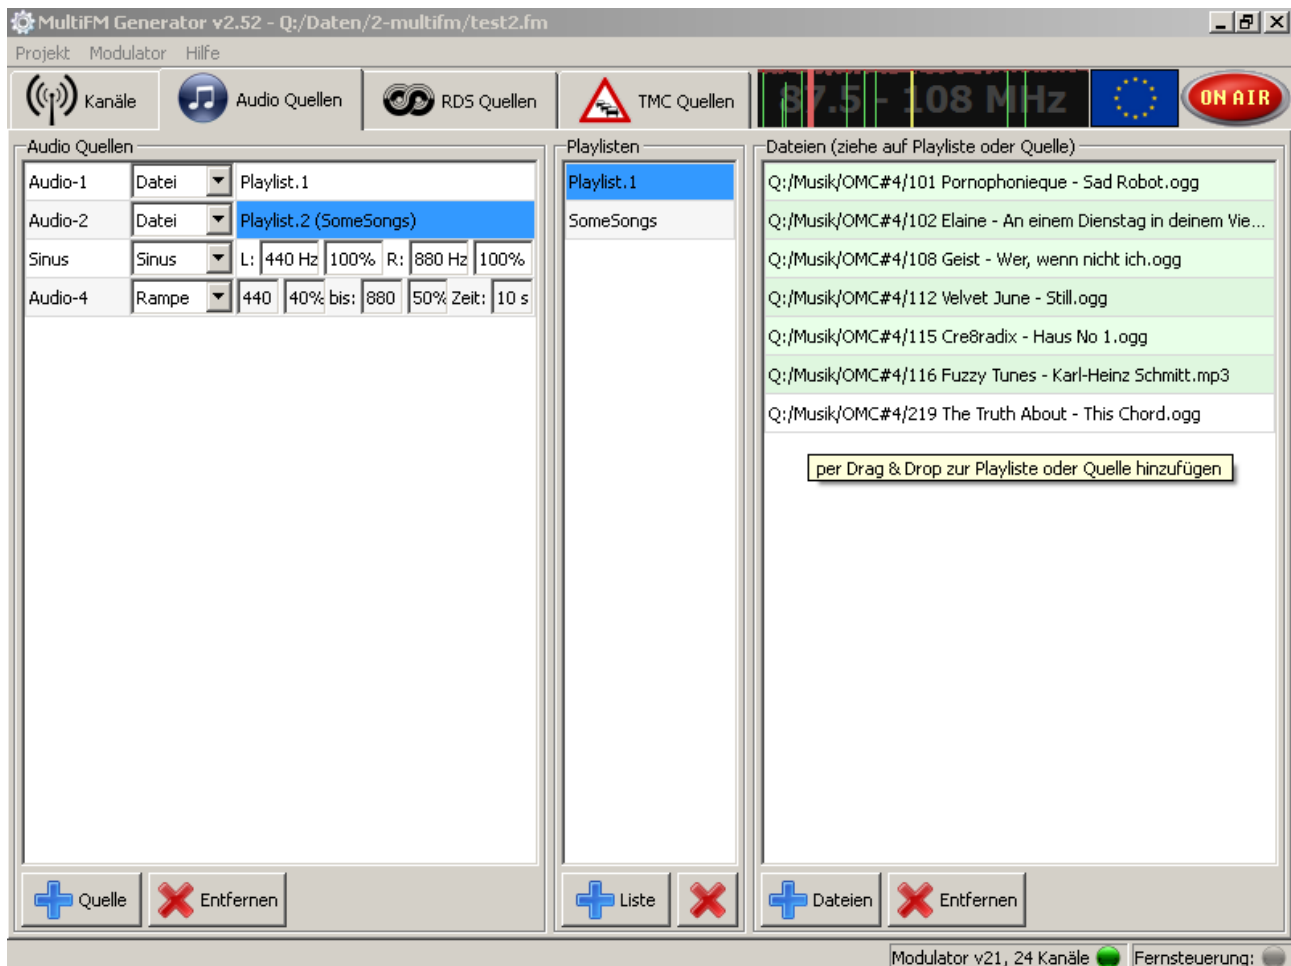 MultiFM Generator v2.52 - Q:/Daten/2-multifm/test2.fm
Projekt Modulator Hilfe
Kanäle Audio Quellen RDS Quellen TMC Quellen 87.5 - 108 MHz ON AIR
Audio Quellen
Audio-1 Datei Playlist.1
Audio-2 Datei Playlist.2 (SomeSongs)
Sinus Sinus L: 440 Hz 100% R: 880 Hz 100%
Audio-4 Rampe 440 40% bis: 880 50% Zeit: 10 s
Quelle Entfernen
Playlisten
Playlist.1
SomeSongs
Liste
Dateien (ziehe auf Playliste oder Quelle)
Q:/Musik/OMC#4/101 Pornophonieque - Sad Robot.ogg
Q:/Musik/OMC#4/102 Elaine - An einem Dienstag in deinem Vie...
Q:/Musik/OMC#4/108 Geist - Wer, wenn nicht ich.ogg
Q:/Musik/OMC#4/112 Velvet June - Still.ogg
Q:/Musik/OMC#4/115 Cre8radix - Haus No 1.ogg
Q:/Musik/OMC#4/116 Fuzzy Tunes - Karl-Heinz Schmitt.mp3
Q:/Musik/OMC#4/219 The Truth About - This Chord.ogg
per Drag & Drop zur Playliste oder Quelle hinzufügen
Dateien Entfernen
Modulator v21, 24 Kanäle Fernsteuerung: